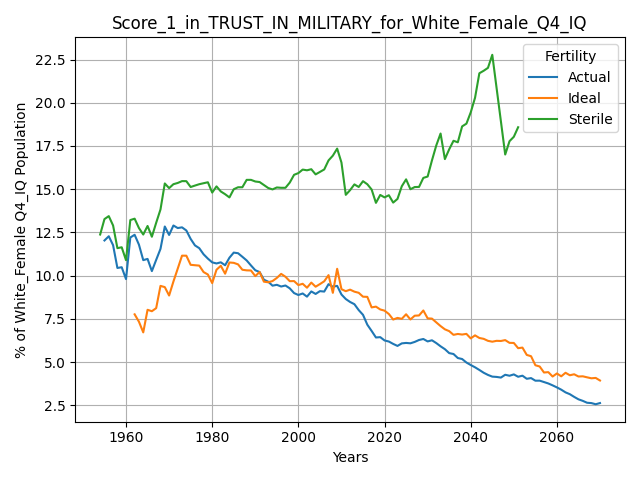 Score_1_in_TRUST_IN_MILITARY_for_White_Female_Q4_IQ
% of White_Female Q4_IQ Population
22.5
20.0
17.5
15.0
12.5
10.0
7.5
5.0
2.5
Fertility
Actual
Ideal
Sterile
1960
1980
2000
2020
2040
2060
Years